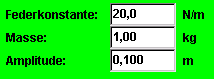 Federkonstante: 20,0 N/m
Masse: 1,00 kg
Amplitude: 0,100 m